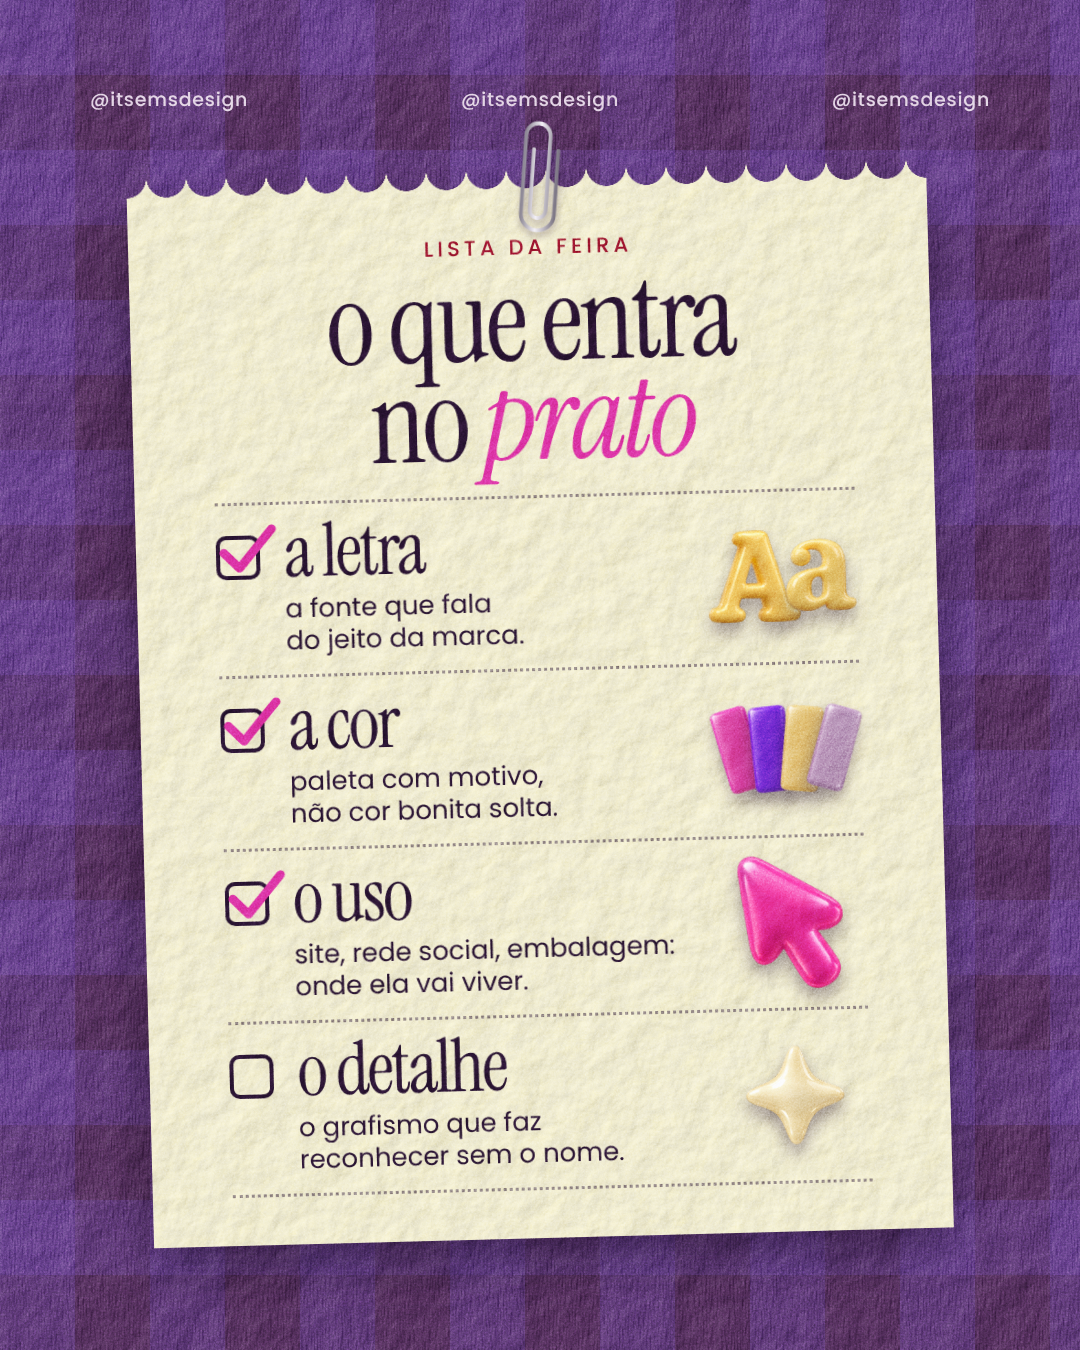 @itsemsdesign @itsemsdesign @itsemsdesign
LISTA DA FEIRA
o que entra
no prato
a letra
a fonte que fala
do jeito da marca.
Aa
a cor
paleta com motivo,
não cor bonita solta.
o uso
site, rede social, embalagem:
onde ela vai viver.
o detalhe
o grafismo que faz
reconhecer sem o nome.